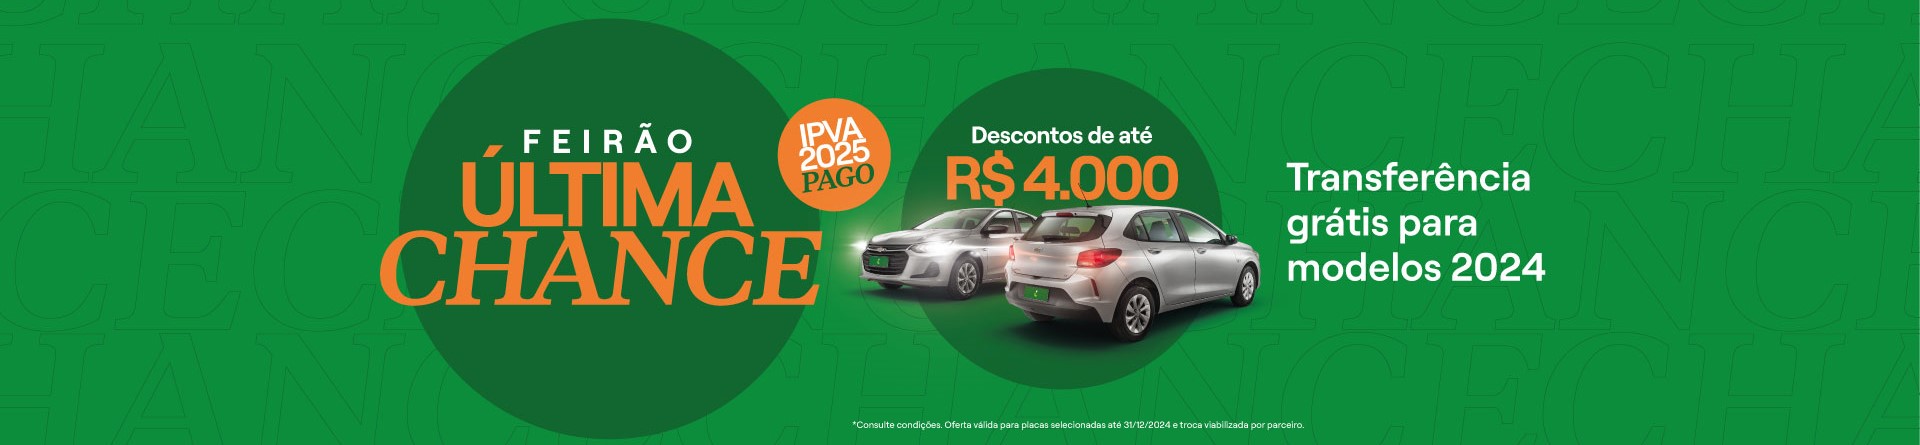 FEIRÃO
ÚLTIMA
CHANCE
IPVA
2025
PAGO
Descontos de até
R$ 4.000
Transferência
grátis para
modelos 2024
*Consulte condições. Oferta válida para placas selecionadas até 31/12/2024 e troca viabilizada por parceiro.